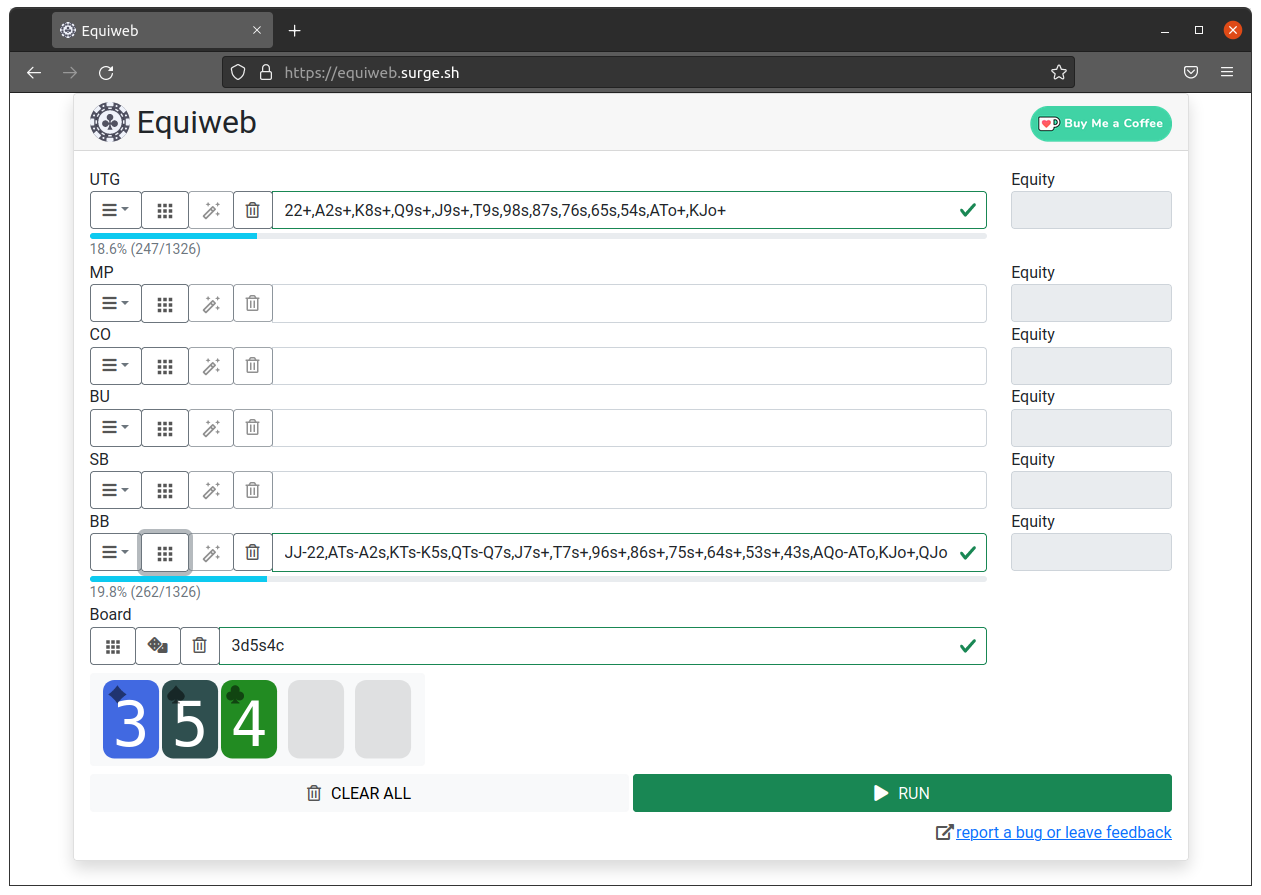 Equiweb
https://equiweb.surge.sh
Equiweb
Buy Me a Coffee
UTG
Equity
22+,A2s+,K8s+,Q9s+,J9s+,T9s,98s,87s,76s,65s,54s,ATo+,KJo+
18.6% (247/1326)
MP
Equity
CO
Equity
BU
Equity
SB
Equity
BB
Equity
JJ-22,ATs-A2s,KTs-K5s,QTs-Q7s,J7s+,T7s+,96s+,86s+,75s+,64s+,53s+,43s,AQo-ATo,KJo+,QJo
19.8% (262/1326)
Board
3d5s4c
3 5 4
CLEAR ALL
RUN
report a bug or leave feedback